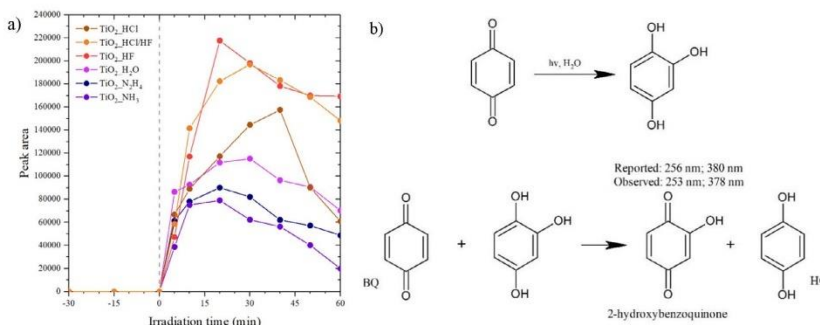 a)
TiO2_HCl
TiO2_HCl/HF
TiO2_HF
TiO2_H2O
TiO2_N2H4
TiO2_NH3
240000
220000
200000
180000
160000
140000
120000
100000
80000
60000
40000
20000
0
Peak area
-30
-15
0
15
30
45
60
Irradiation time (min)
b)
O
O
hv, H2O
OH
OH
OH
Reported: 256 nm; 380 nm
Observed: 253 nm; 378 nm
O
O
BQ
+
OH
OH
OH
O
OH
O
2-hydroxybenzoquinone
+
OH
OH